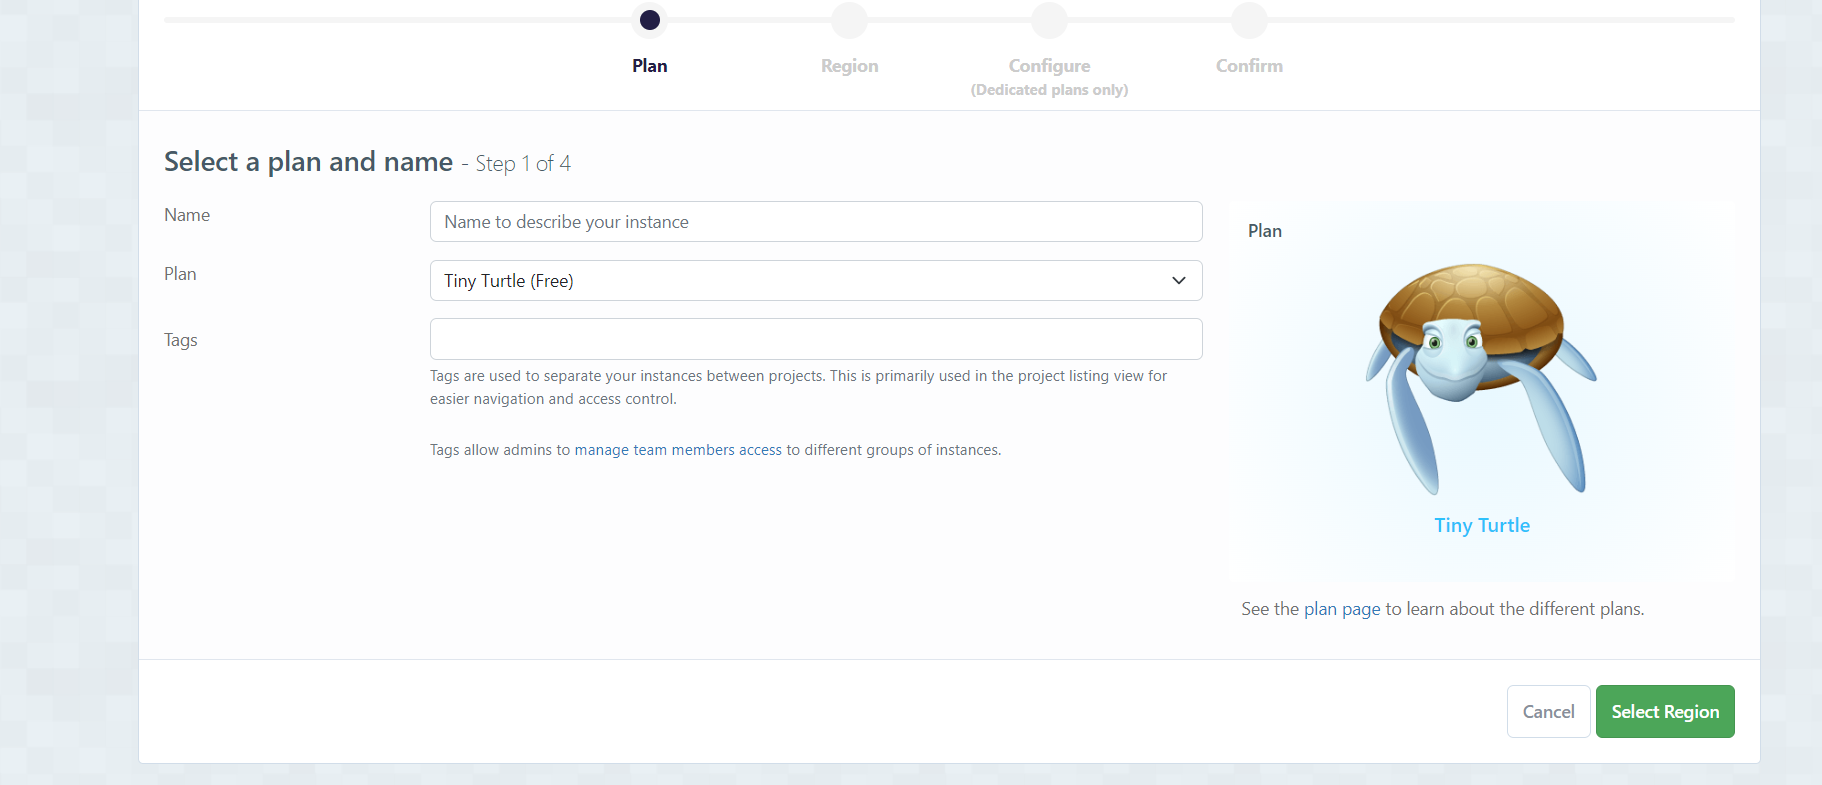 Plan
Region
Configure
(Dedicated plans only)
Confirm
Select a plan and name - Step 1 of 4
Name
Name to describe your instance
Plan
Tiny Turtle (Free)
Tags
Tags are used to separate your instances between projects. This is primarily used in the project listing view for
easier navigation and access control.
Tags allow admins to manage team members access to different groups of instances.
Plan
Tiny Turtle
See the plan page to learn about the different plans.
Cancel
Select Region